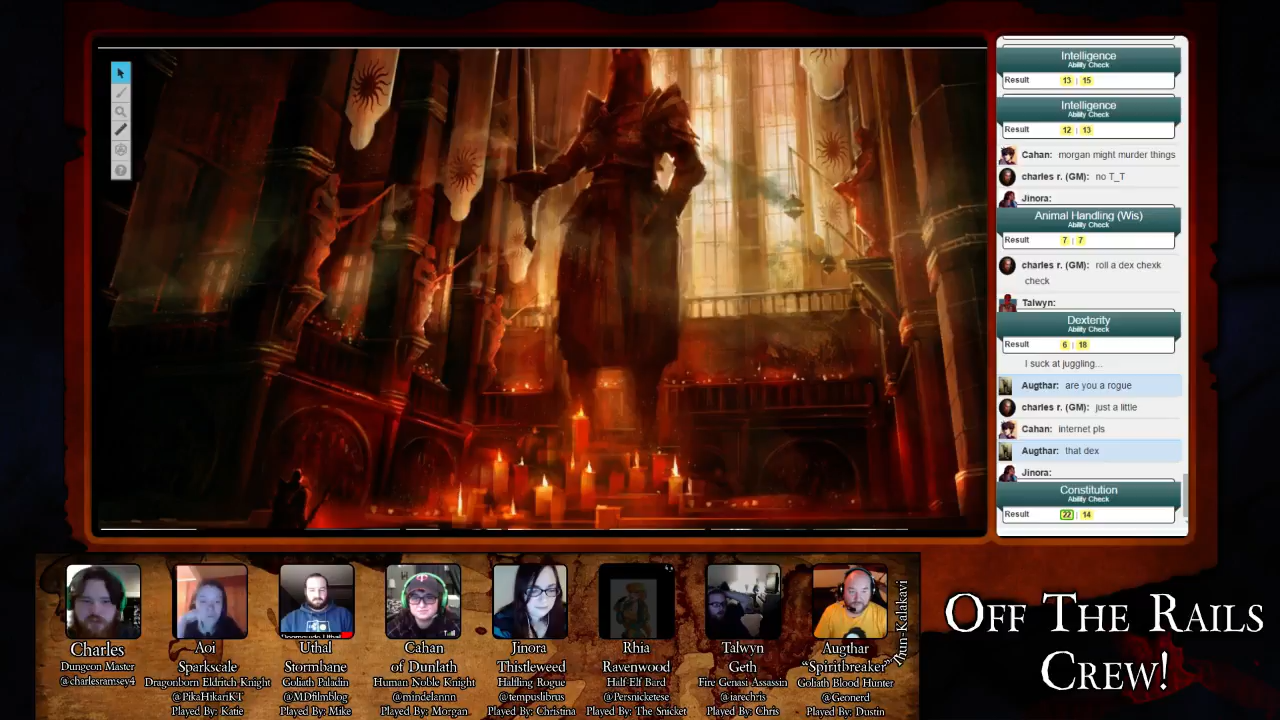 Intelligence
Ability Check
Result 13 | 15
Intelligence
Ability Check
Result 12 | 13
Cahan: morgan might murder things
charles r. (GM): no T_T
Jinora:
Animal Handling (Wis)
Ability Check
Result 7 | 7
charles r. (GM): roll a dex chexk
check
Talwyn:
Dexterity
Ability Check
Result 6 | 18
I suck at juggling...
Augthar: are you a rogue
charles r. (GM): just a little
Cahan: internet pls
Augthar: that dex
Jinora:
Constitution
Ability Check
Result 22 | 14
Charles
Dungeon Master
@charlesramsey4
Aoi
Sparkscale
Dragonborn Eldritch Knight
@PikaHikariKT
Played By: Katie
Uthal
Stormbane
Goliath Paladin
@MDfilmblog
Played By: Mike
Cahan
of Dunlath
Human Noble Knight
@mindelannn
Played By: Morgan
Jinora
Thistleweed
Halfling Rogue
@tempuslibrus
Played By: Christina
Rhia
Ravenwood
Half-Elf Bard
@Persnicketese
Played By: The Snicket
Talwyn
Geth
Fire Genasi Assassin
@iarechris
Played By: Chris
Augthar
"Spiritbreaker"
Goliath Blood Hunter
@Geonerd
Played By: Dustin
Thun-Kalakavi
OFF THE RAILS
CREW!